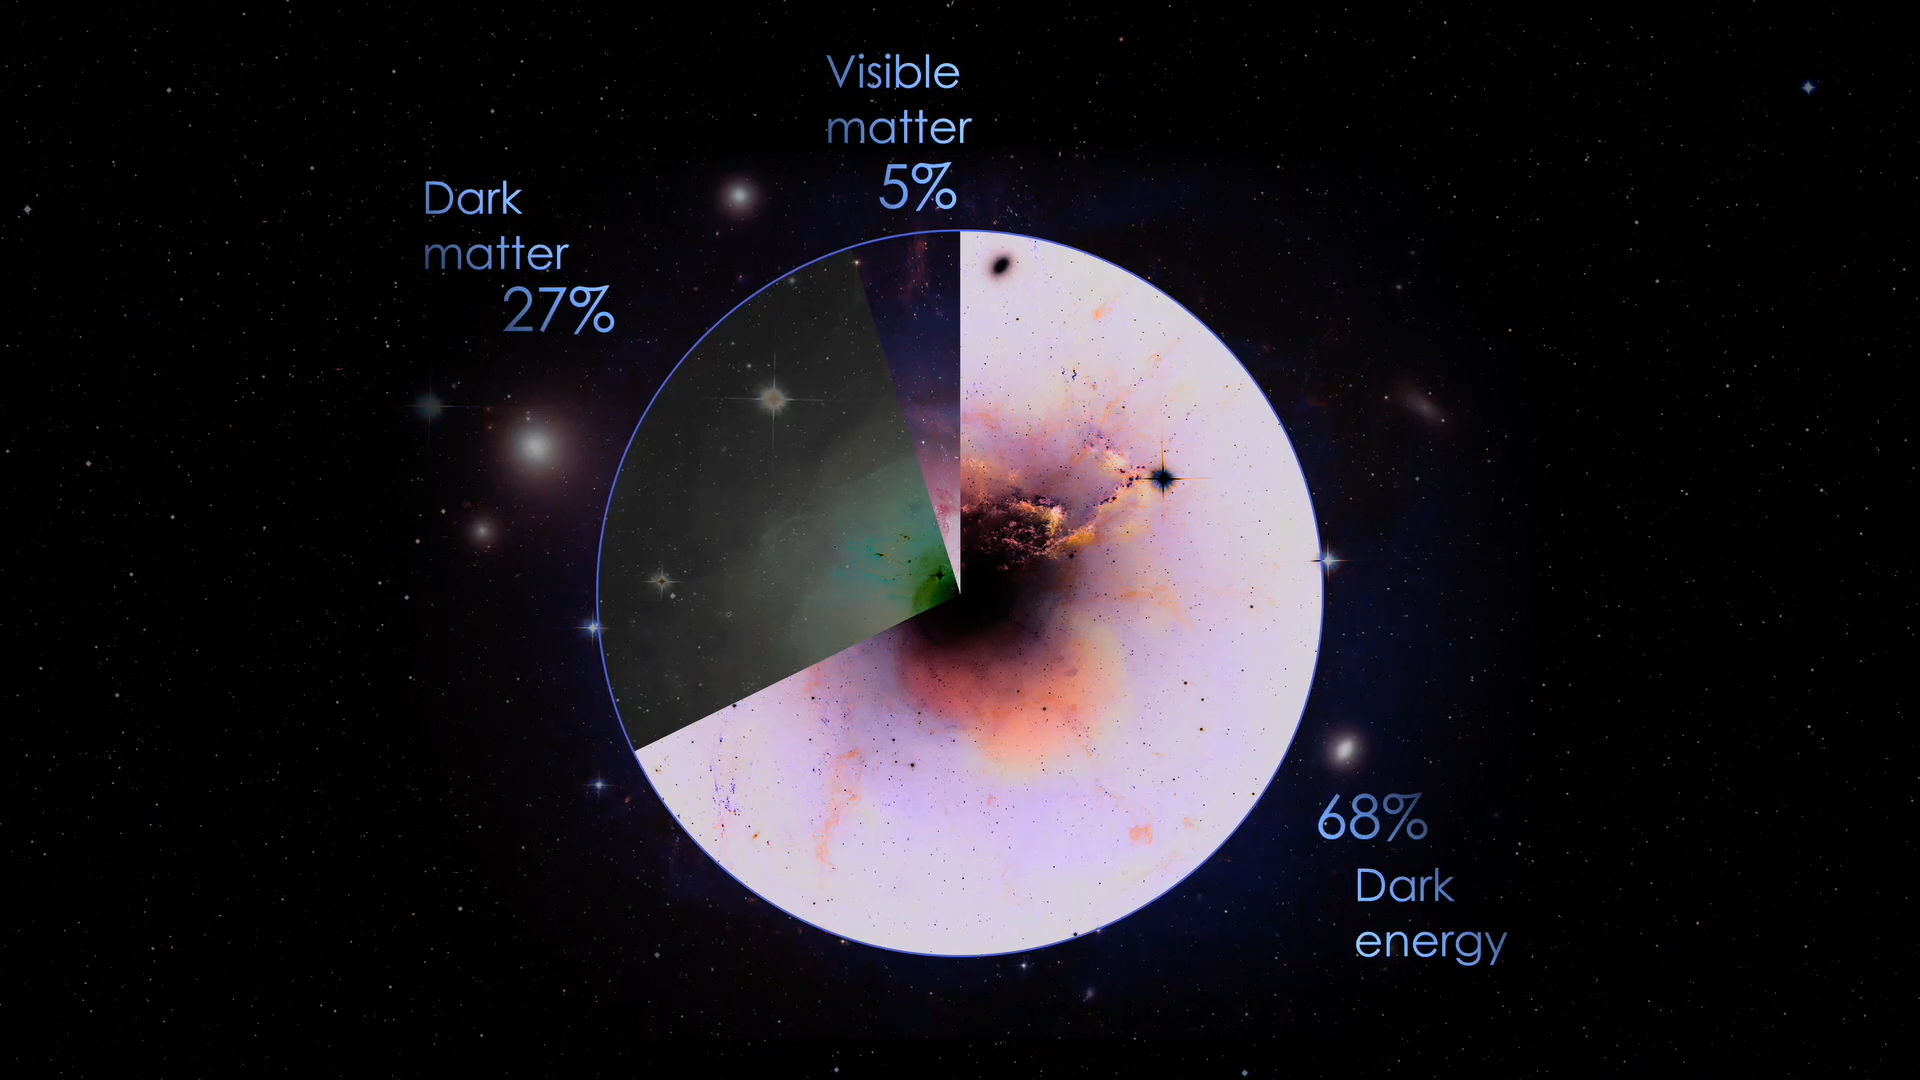 Visible
matter
5%
Dark
matter
27%
68%
Dark
energy